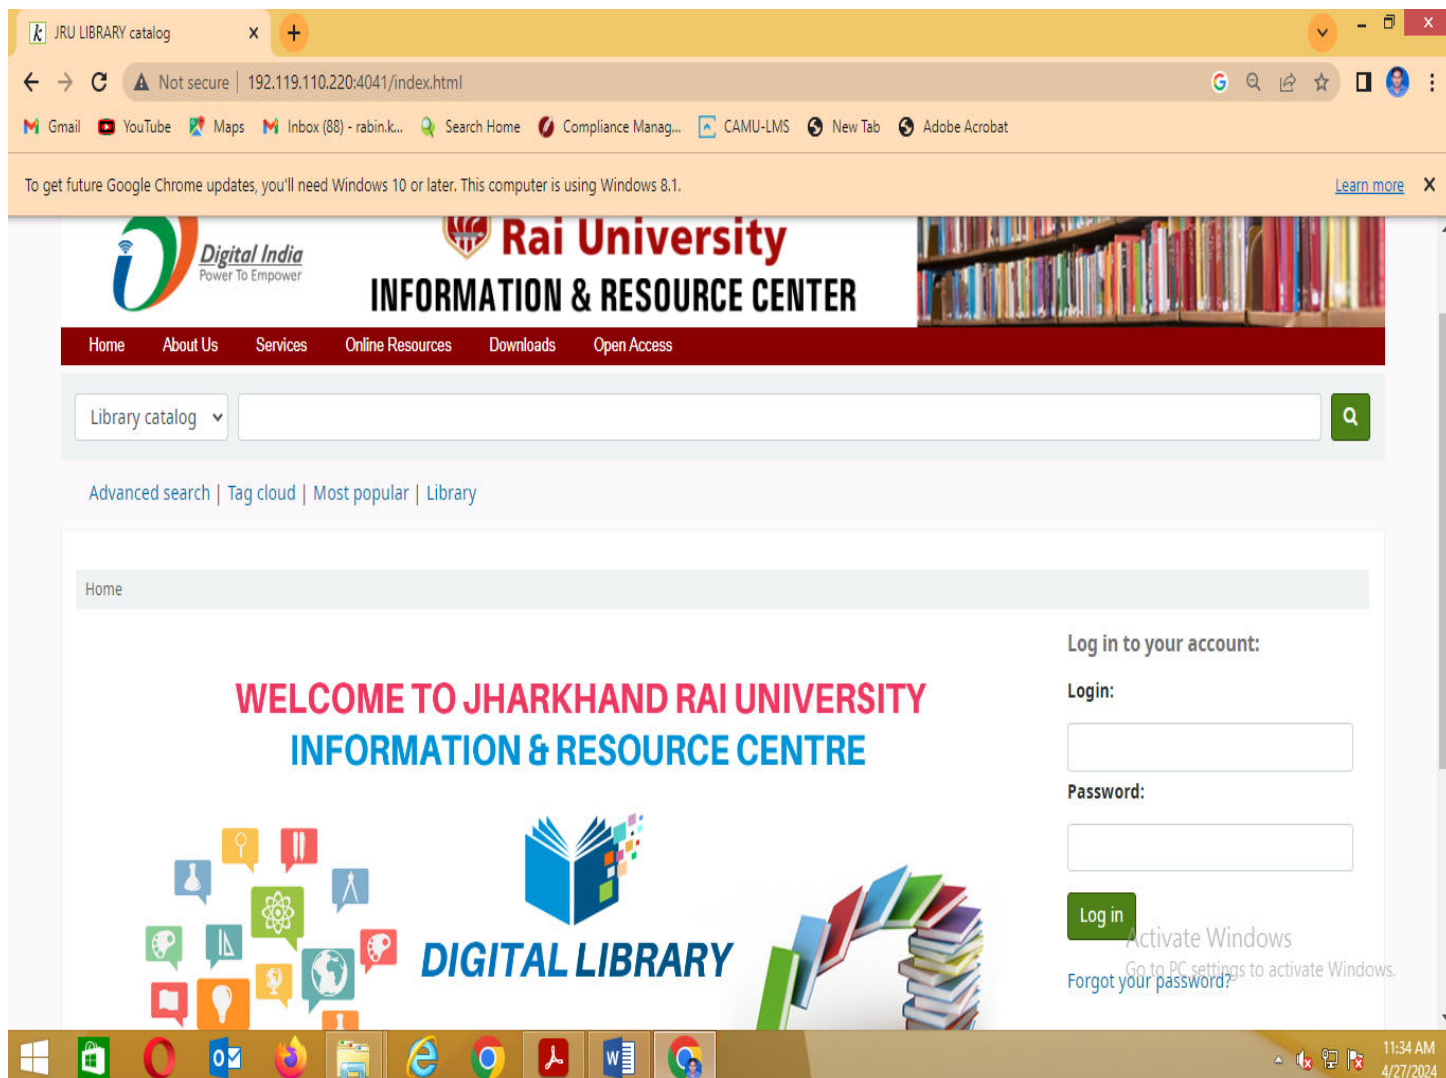 JRU LIBRARY catalog
Not secure | 192.119.110.220:4041/index.html
Gmail YouTube Maps Inbox (88) - rabin.k... Search Home Compliance Manag... CAMU-LMS New Tab Adobe Acrobat
To get future Google Chrome updates, you'll need Windows 10 or later. This computer is using Windows 8.1. Learn more
Digital India
Power To Empower
Rai University
INFORMATION & RESOURCE CENTER
Home About Us Services Online Resources Downloads Open Access
Library catalog
Advanced search | Tag cloud | Most popular | Library
Home
WELCOME TO JHARKHAND RAI UNIVERSITY
INFORMATION & RESOURCE CENTRE
DIGITAL LIBRARY
Log in to your account:
Login:
Password:
Log in
Activate Windows
Go to PC settings to activate Windows.
Forgot your password?
11:34 AM
4/27/2024